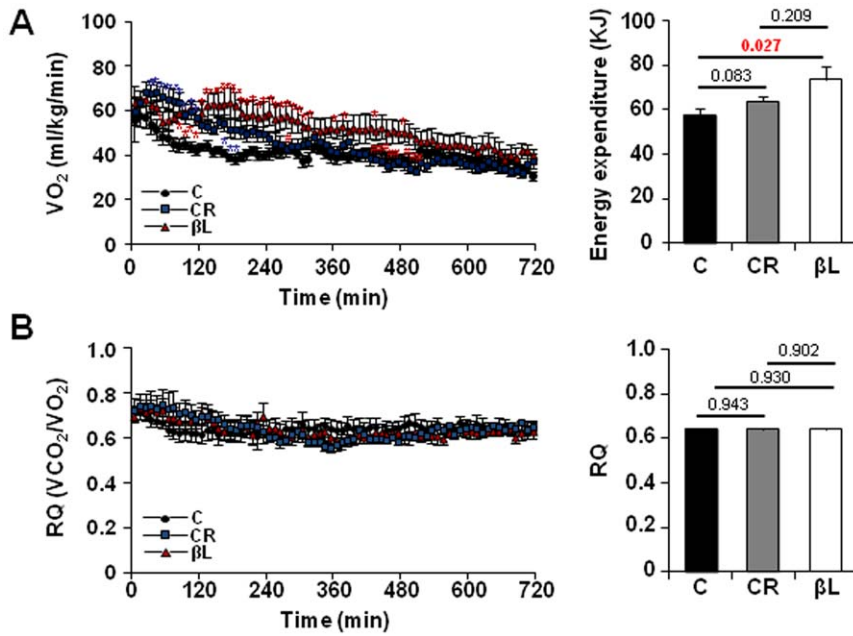 A
VO2 (ml/kg/min)
100
80
60
40
20
0
C
CR
βL
0 120 240 360 480 600 720
Time (min)
Energy expenditure (KJ)
100
80
60
40
20
0
0.209
0.027
0.083
C CR βL
B
RQ (VCO2/VO2)
1.0
0.8
0.6
0.4
0.2
0
C
CR
βL
0 120 240 360 480 600 720
Time (min)
RQ
1.0
0.8
0.6
0.4
0.2
0
0.902
0.930
0.943
C CR βL